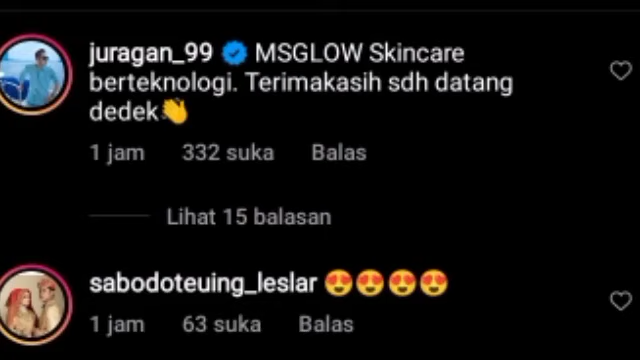 juragan_99 MSGLOW Skincare
berteknologi. Terimakasih sdh datang
dedek👏
1 jam 332 suka Balas
Lihat 15 balasan
sabodoteuing_leslar 😍😍😍😍
1 jam 63 suka Balas